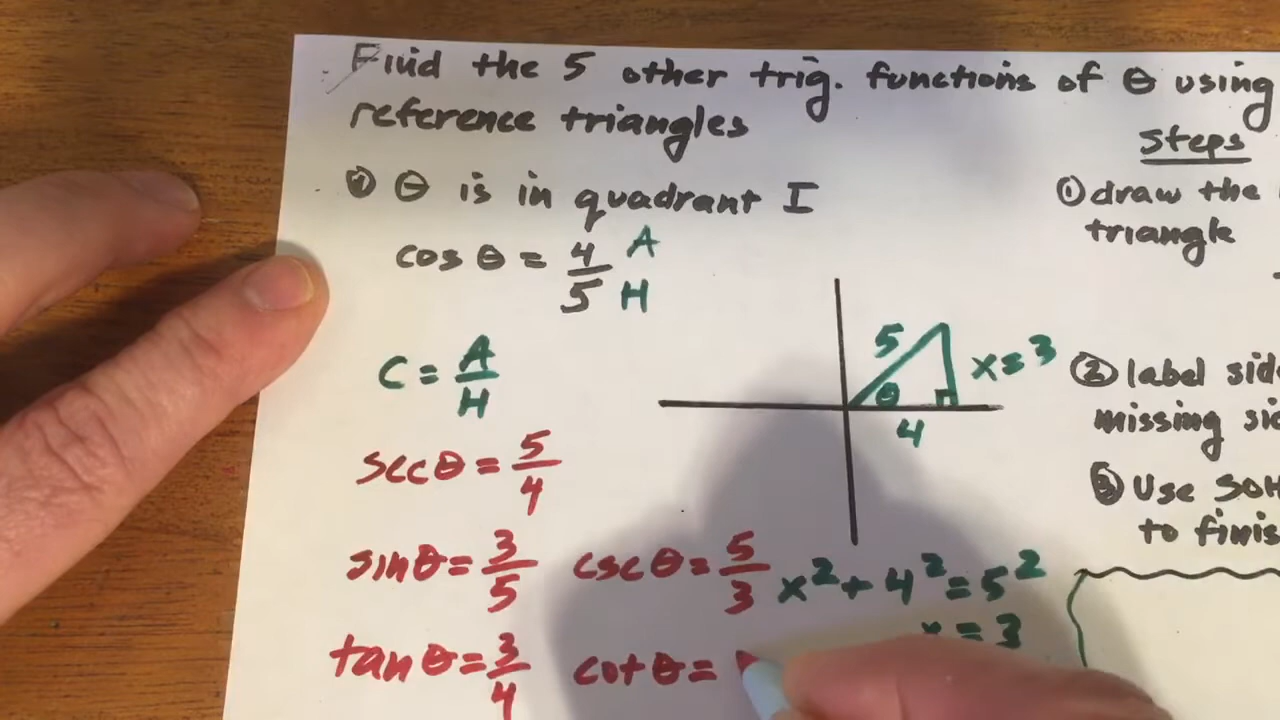 Find the 5 other trig. functions of θ using
reference triangles
Steps
① θ is in quadrant I
① draw the
triangle
cos θ = 4/5 A/H
C = A/H
5
x = 3
θ
4
② label side
missing
③ Use SOH
to finis
sec θ = 5/4
sin θ = 3/5 csc θ = 5/3
x² + 4² = 5²
x = 3
tan θ = 3/4 cot θ =